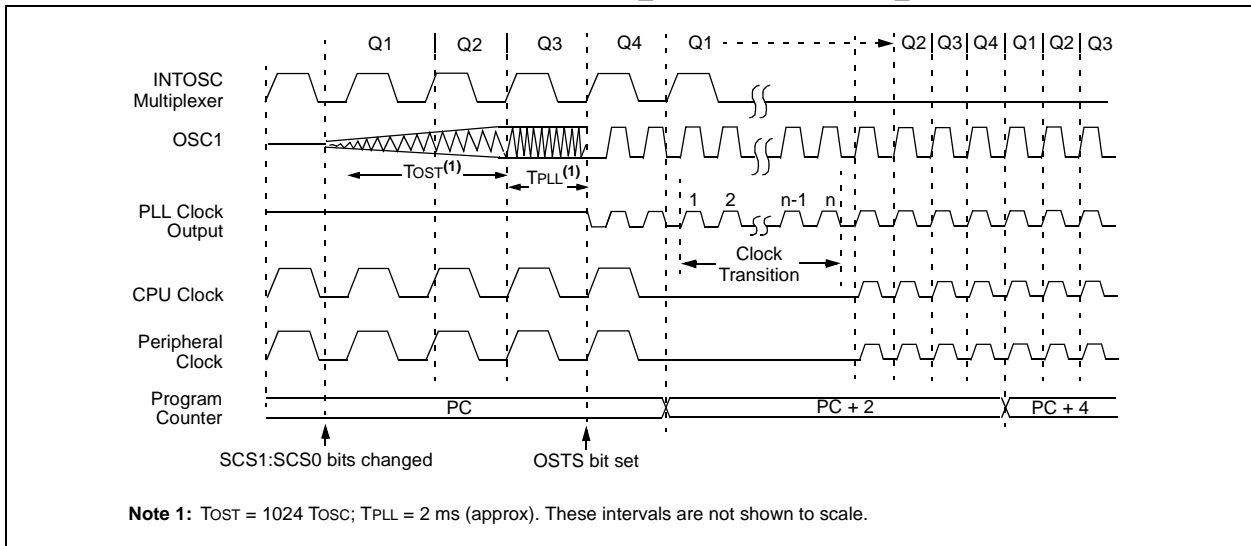 Q1 Q2 Q3 Q4 Q1 Q2 Q3 Q4 Q1 Q2 Q3
INTOSC
Multiplexer
OSC1
TOST(1)
TPLL(1)
1 2 n-1 n
PLL Clock
Output
Clock
Transition
CPU Clock
Peripheral
Clock
Program
Counter
PC PC + 2 PC + 4
SCS1:SCS0 bits changed OSTS bit set
Note 1: TOST = 1024 TOSC; TPLL = 2 ms (approx). These intervals are not shown to scale.